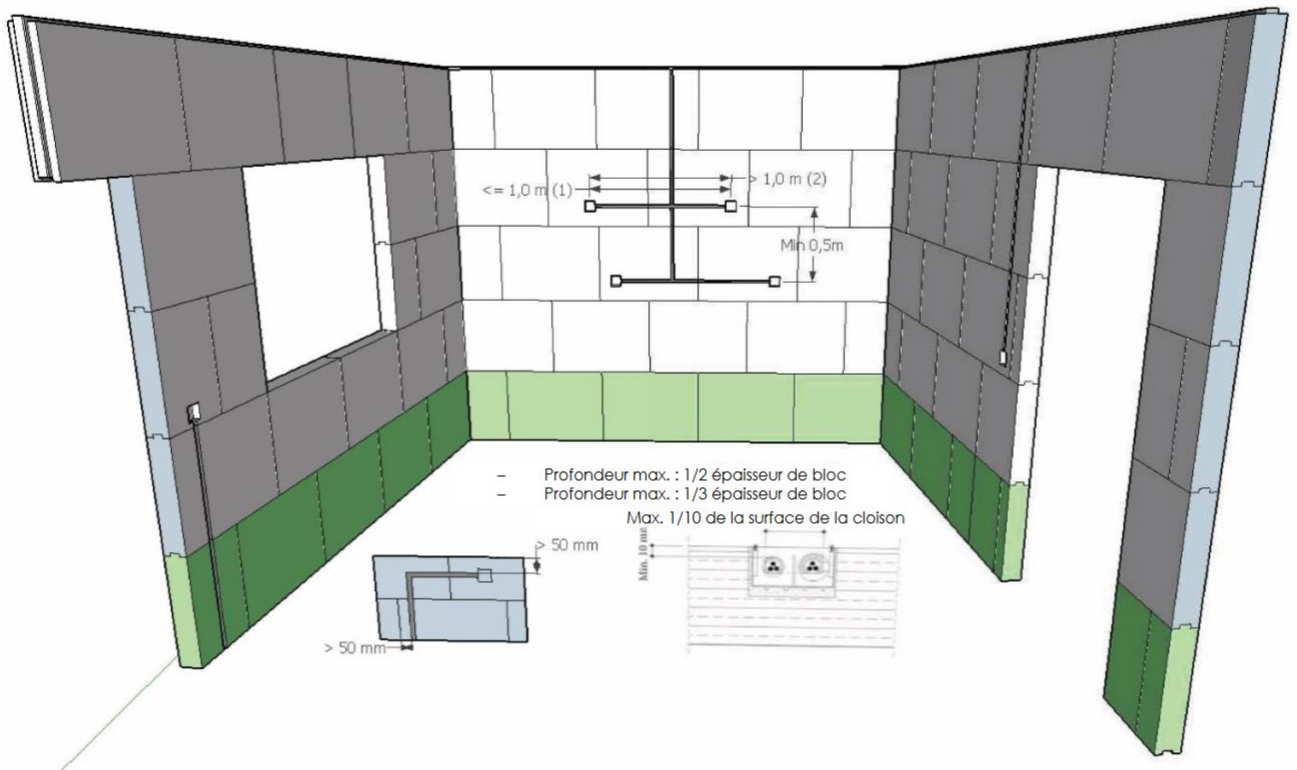 <= 1,0 m (1)
> 1,0 m (2)
Min 0,5m
– Profondeur max. : 1/2 épaisseur de bloc
– Profondeur max. : 1/3 épaisseur de bloc
Max. 1/10 de la surface de la cloison
> 50 mm
> 50 mm
Min. 10